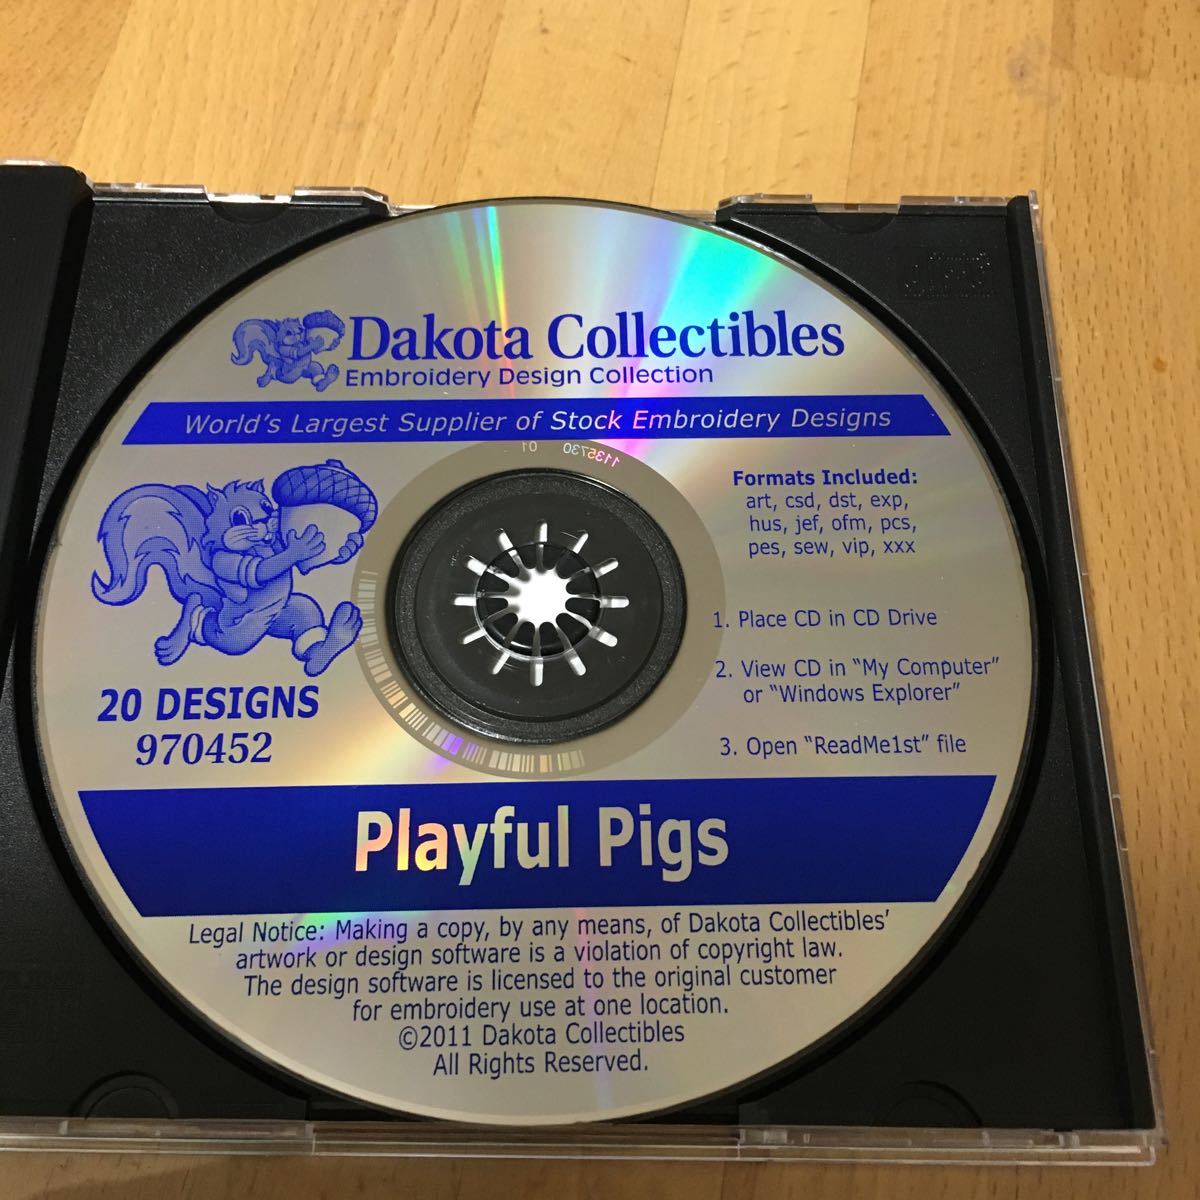 Dakota Collectibles
Embroidery Design Collection
World's Largest Supplier of Stock Embroidery Designs
1135730 01
Formats Included:
art, csd, dst, exp,
hus, jef, ofm, pcs,
pes, sew, vip, xxx
1. Place CD in CD Drive
2. View CD in “My Computer”
or “Windows Explorer”
3. Open “ReadMe1st” file
20 DESIGNS
970452
Playful Pigs
Legal Notice: Making a copy, by any means, of Dakota Collectibles’
artwork or design software is a violation of copyright law.
The design software is licensed to the original customer
for embroidery use at one location.
©2011 Dakota Collectibles
All Rights Reserved.